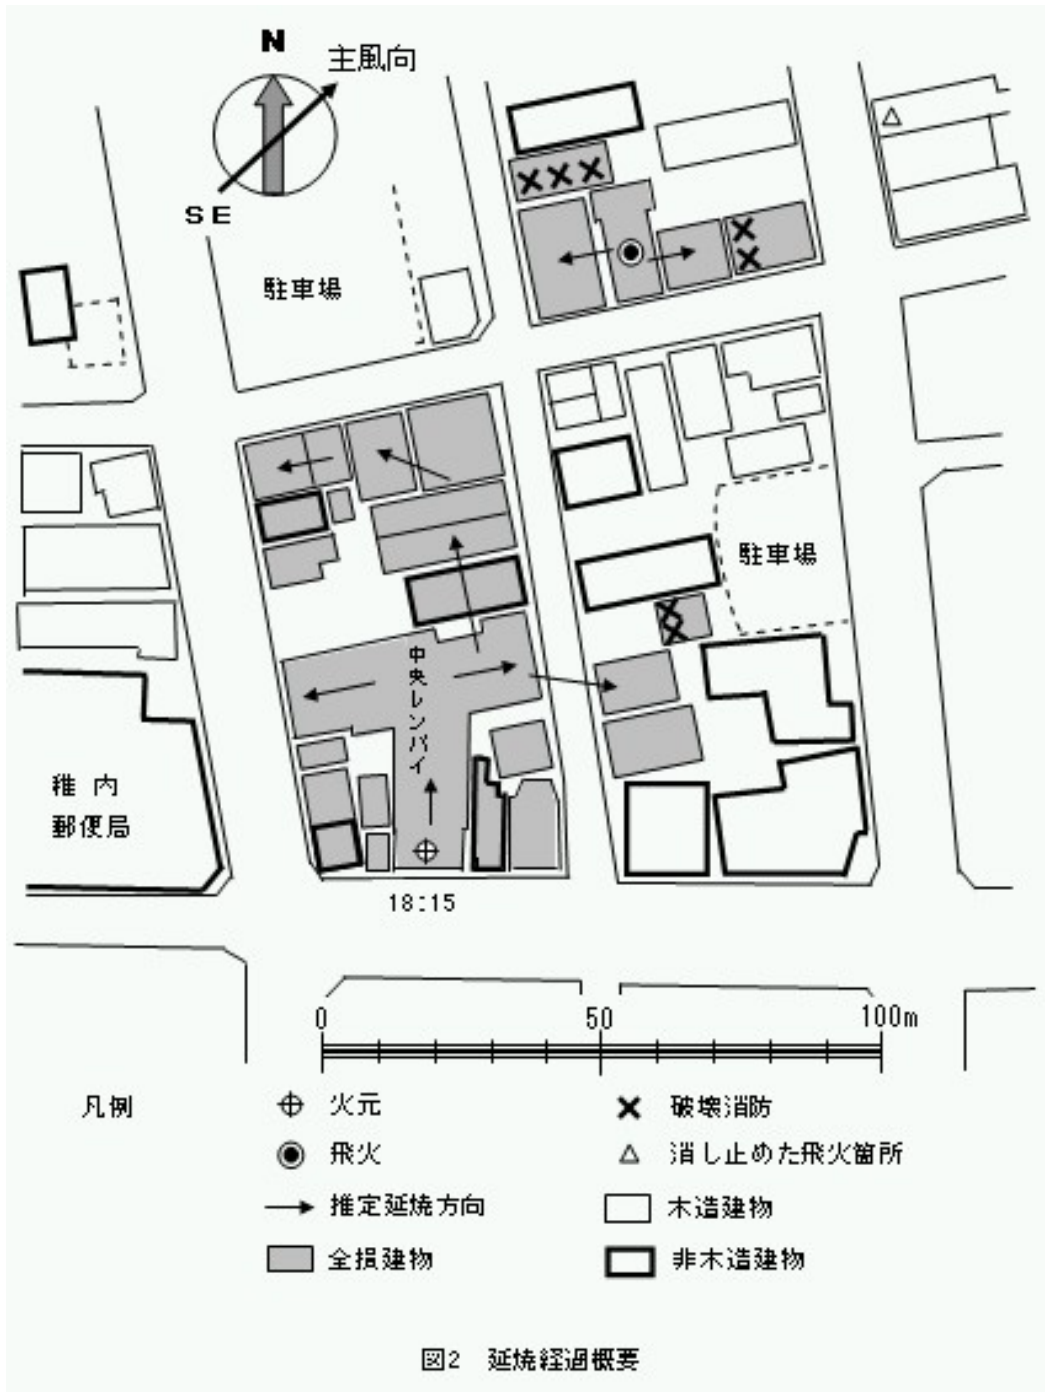 N
主風向
SE
駐車場
駐車場
中央レンバイ
稚内
郵便局
18:15
0 50 100m
凡例
火元
破壊消防
飛火
消し止めた飛火箇所
推定延焼方向
木造建物
全損建物
非木造建物
図2 延焼経過概要